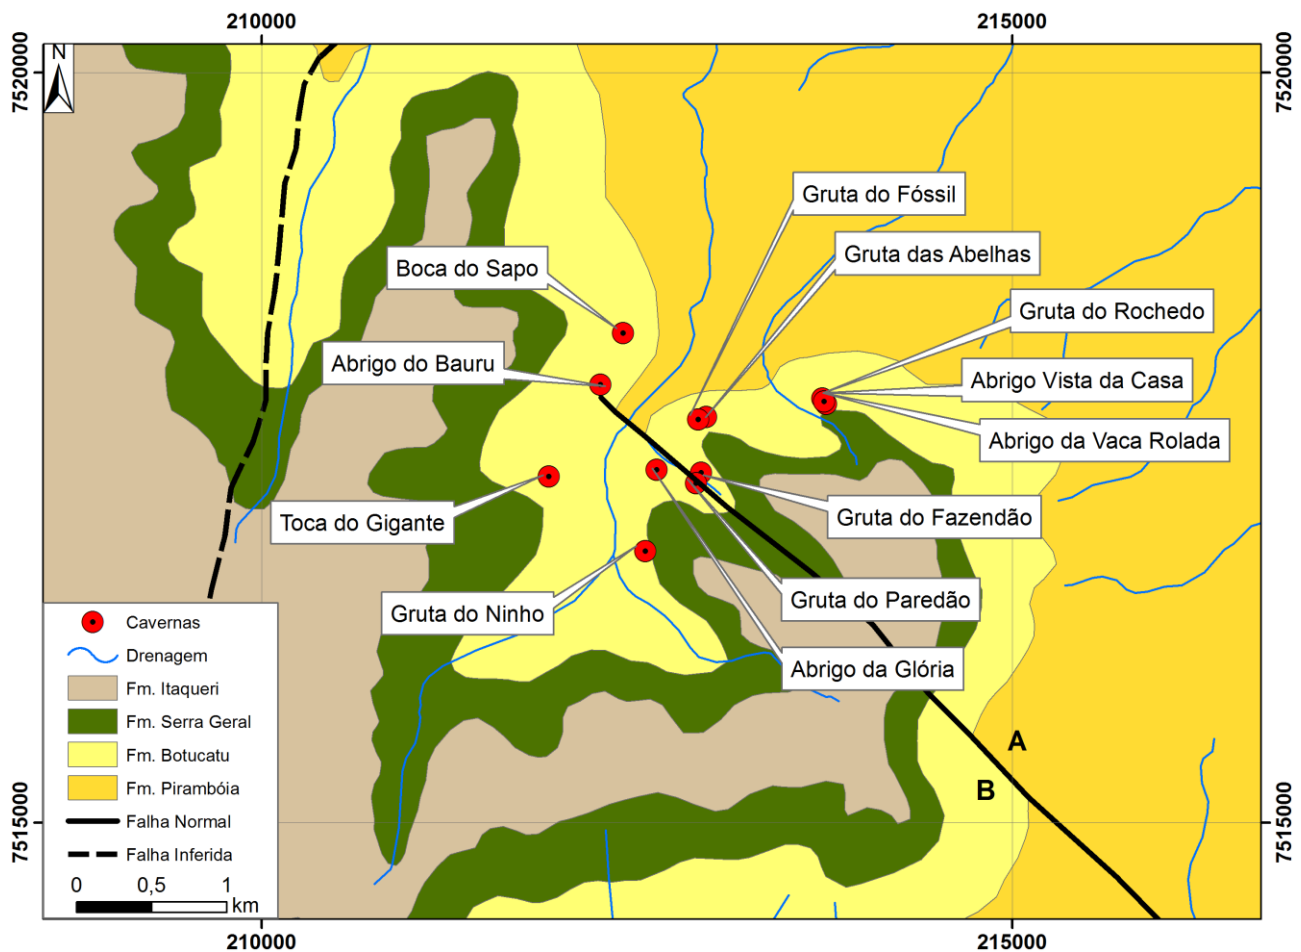 210000
215000
N
7520000
7520000
Gruta do Fóssil
Gruta das Abelhas
Boca do Sapo
Gruta do Rochedo
Abrigo do Bauru
Abrigo Vista da Casa
Abrigo da Vaca Rolada
Toca do Gigante
Gruta do Fazendão
Gruta do Ninho
Gruta do Paredão
Abrigo da Glória
Cavernas
Drenagem
Fm. Itaqueri
Fm. Serra Geral
Fm. Botucatu
Fm. Pirambóia
Falha Normal
Falha Inferida
0 0,5 1
km
A
B
7515000
7515000
210000
215000